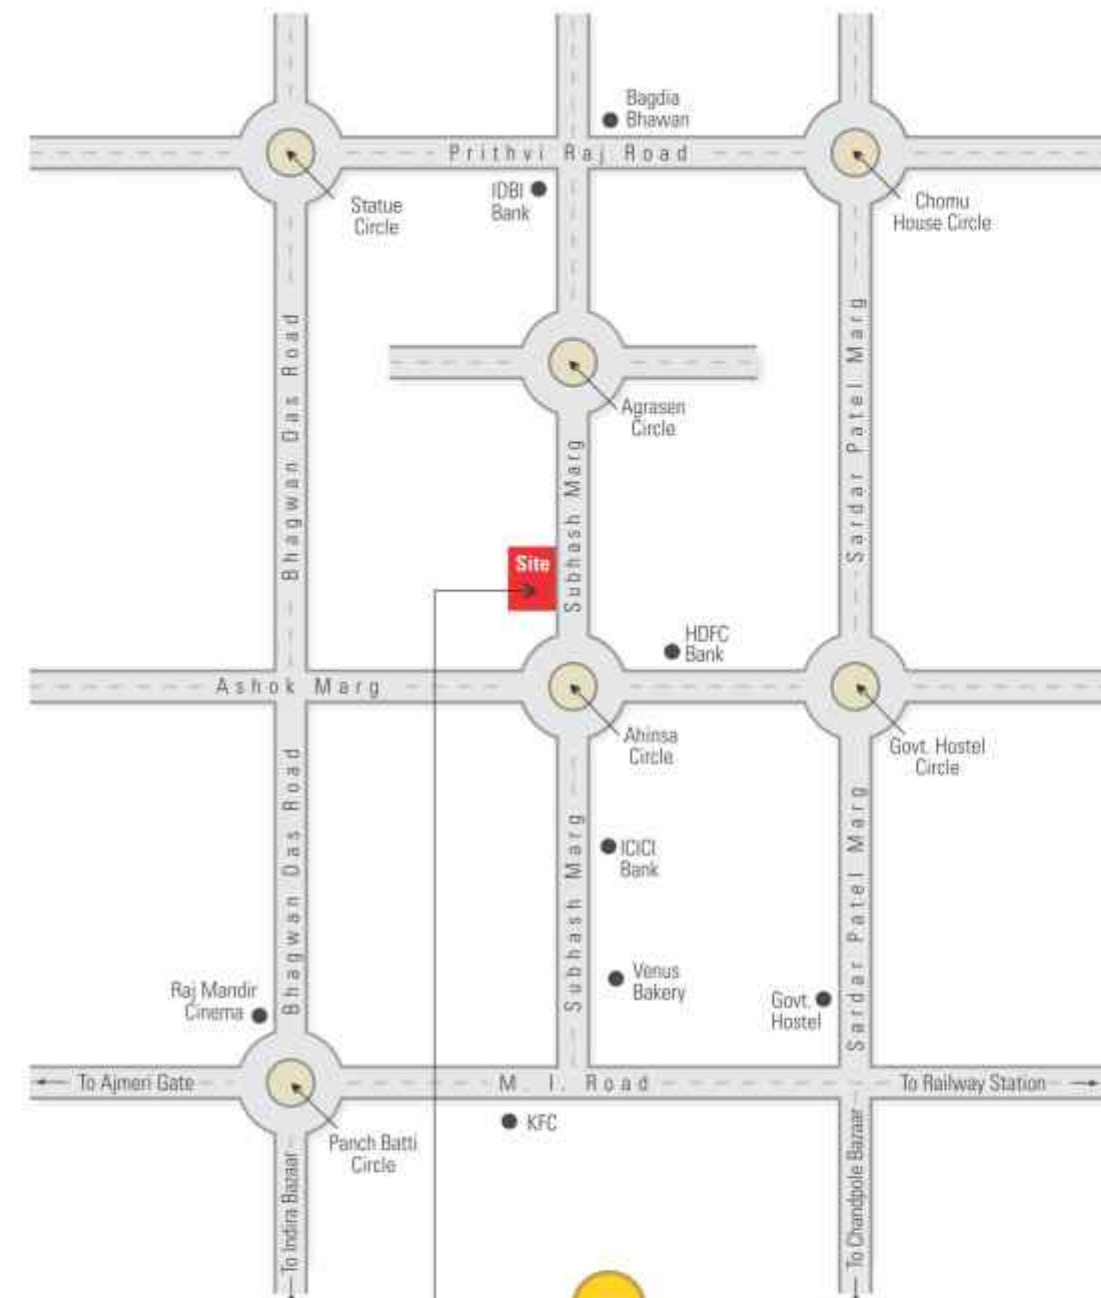 Bagdia
Bhawan
Prithvi Raj Road
IDBI
Bank
Statue
Circle
Chomu
House Circle
Bhagwan Das Road
Sardar Patel Marg
Agrasen
Circle
Subhash Marg
Site
HDFC
Bank
Ashok Marg
Ahinsa
Circle
Govt. Hostel
Circle
Bhagwan Das Road
Subhash Marg
Sardar Patel Marg
ICICI
Bank
Venus
Bakery
Raj Mandir
Cinema
Govt.
Hostel
To Ajmeri Gate
M. I. Road
To Railway Station
KFC
Panch Batti
Circle
To Indira Bazaar
To Chandpole Bazaar